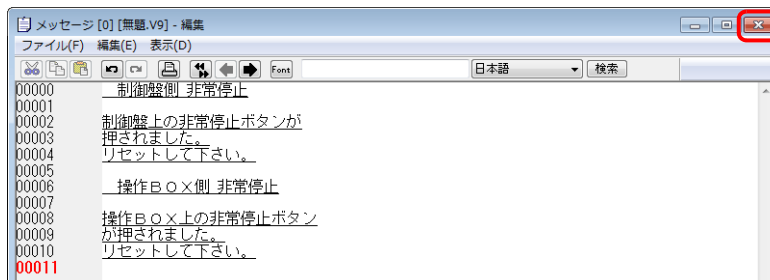 メッセージ [0] [無題.V9] - 編集
ファイル(F) 編集(E) 表示(D)
Font 日本語 検索
00000 制御盤側 非常停止
00001
00002 制御盤上の非常停止ボタンが
00003 押されました。
00004 リセットして下さい。
00005
00006 操作BOX側 非常停止
00007
00008 操作BOX上の非常停止ボタン
00009 が押されました。
00010 リセットして下さい。
00011